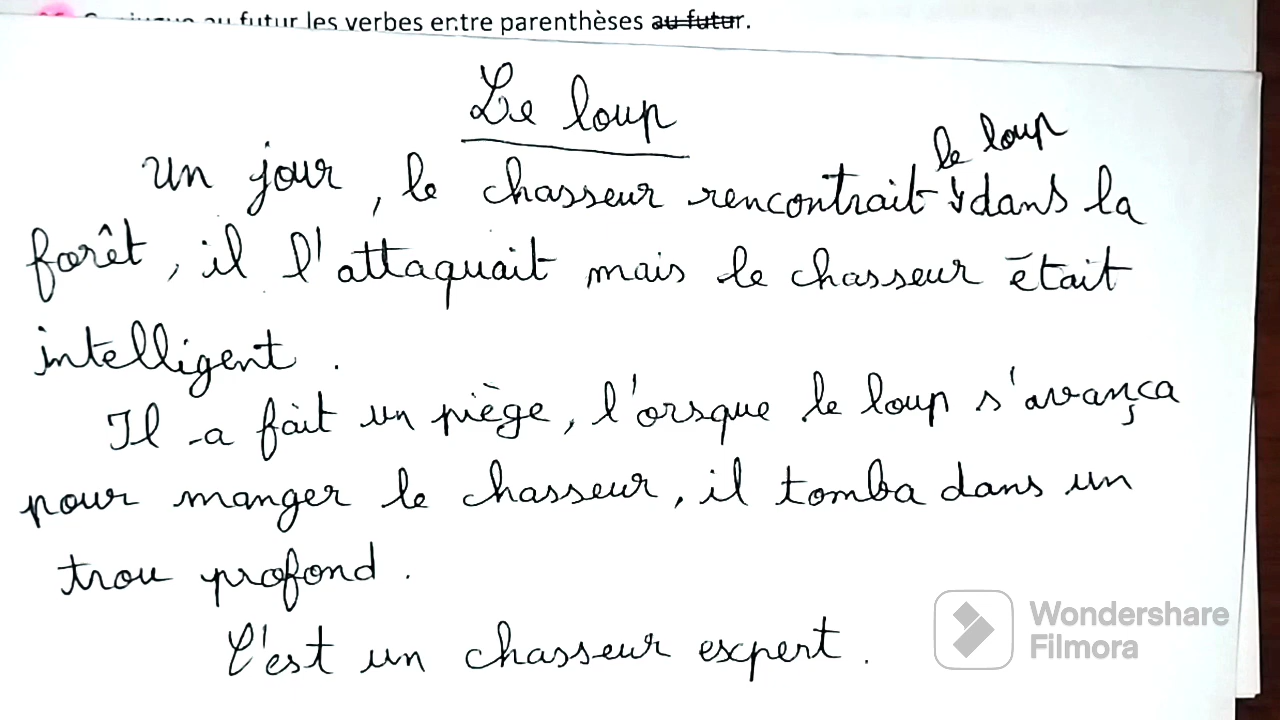 au futur les verbes entre parenthèses au futur.
Le loup
le loup
Un jour, le chasseur rencontrait dans la
forêt, il l'attaquait mais le chasseur était
intelligent.
Il a fait un piège, l'orsque le loup s'avança
pour manger le chasseur, il tomba dans un
trou profond.
C'est un chasseur expert.
Wondershare
Filmora